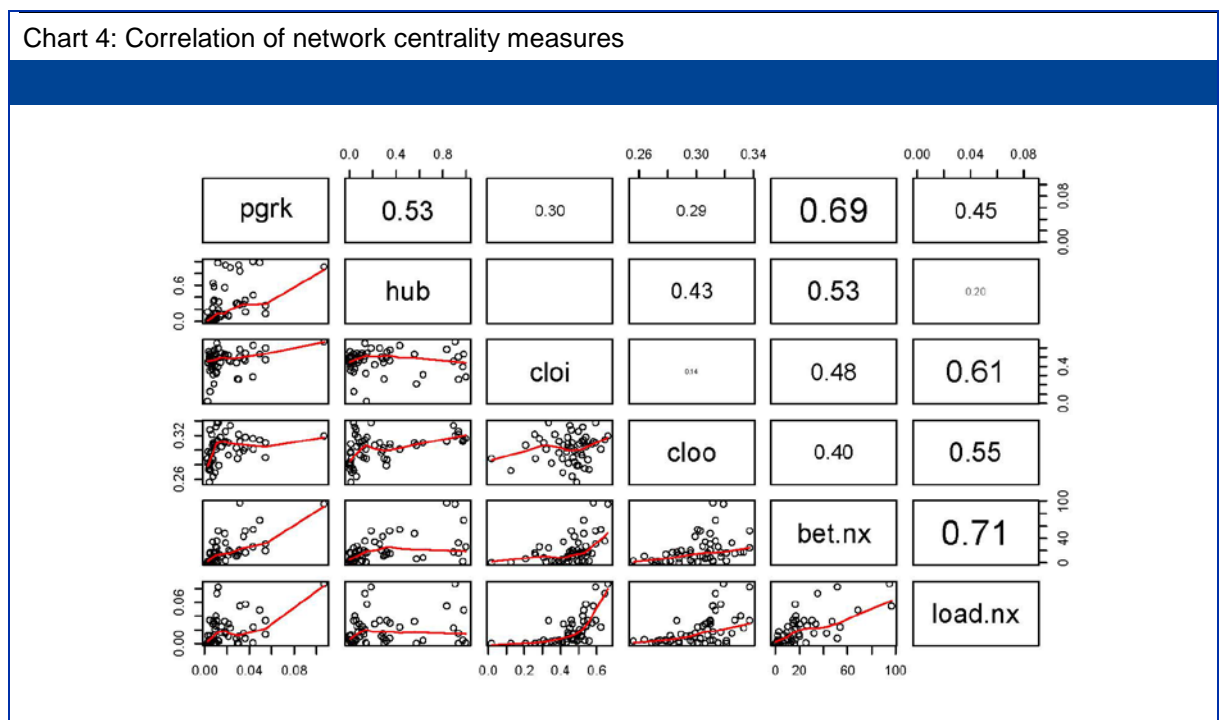 Chart 4: Correlation of network centrality measures
0.0 0.4 0.8 0.26 0.30 0.34 0.00 0.04 0.08
pgrk 0.53 0.30 0.29 0.69 0.45 0.00 0.08
0.0 0.6 hub 0.43 0.53 0.20
cloi 0.14 0.48 0.61 0.0 0.4
0.26 0.32 cloo 0.40 0.55
bet.nx 0.71 0 40 100
0.00 0.06 load.nx
0.00 0.04 0.08 0.0 0.2 0.4 0.6 0 20 60 100